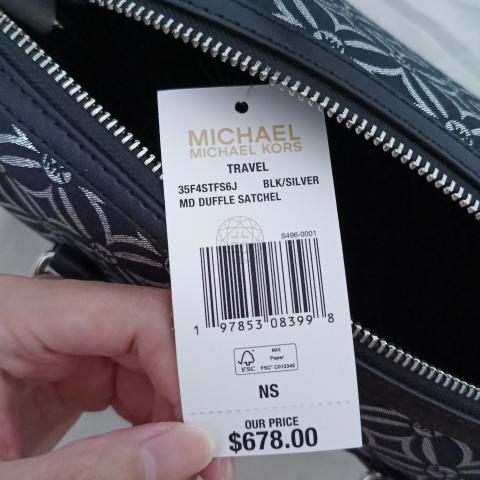 MICHAEL
MICHAEL KORS
TRAVEL
35F4STFS6J BLK/SILVER
MD DUFFLE SATCHEL
S496-0001
1 97853 08399 8
MIX
Paper
FSC FSC® C012345
NS
OUR PRICE
$678.00